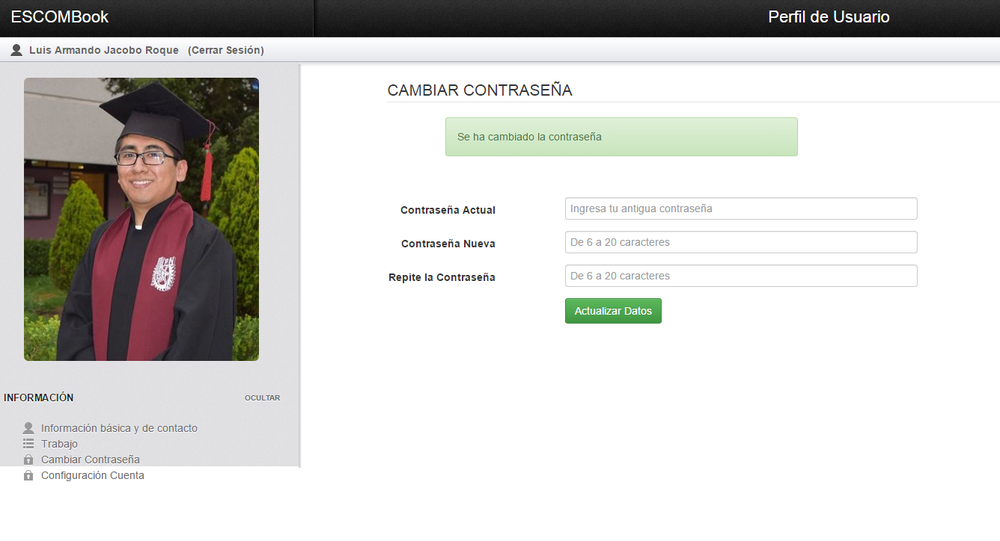 ESCOMBook
Perfil de Usuario
Luis Armando Jacobo Roque (Cerrar Sesión)
CAMBIAR CONTRASEÑA
Se ha cambiado la contraseña
Contraseña Actual
Ingresa tu antigua contraseña
Contraseña Nueva
De 6 a 20 caracteres
Repite la Contraseña
De 6 a 20 caracteres
Actualizar Datos
IPN
INFORMACIÓN
OCULTAR
Información básica y de contacto
Trabajo
Cambiar Contraseña
Configuración Cuenta